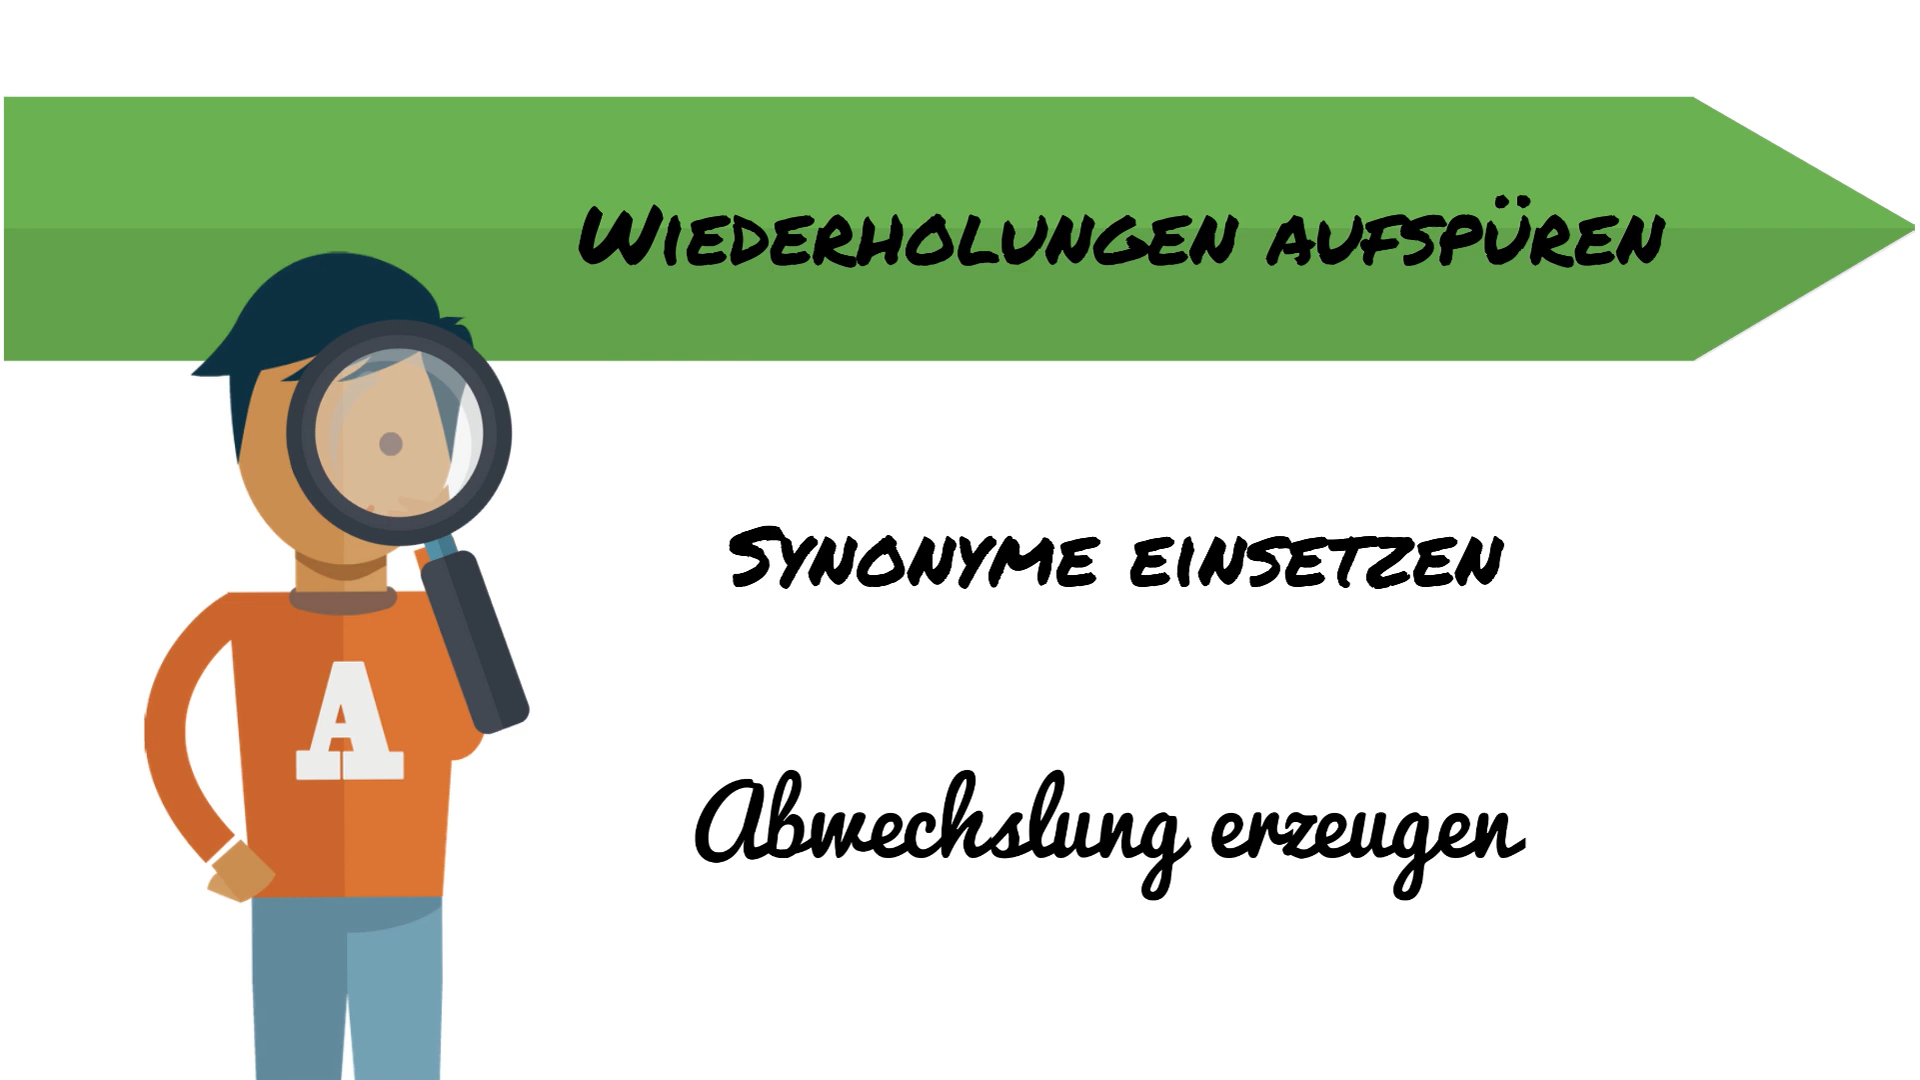 Wiederholungen aufspüren
Synonyme einsetzen
A
Abwechslung erzeugen